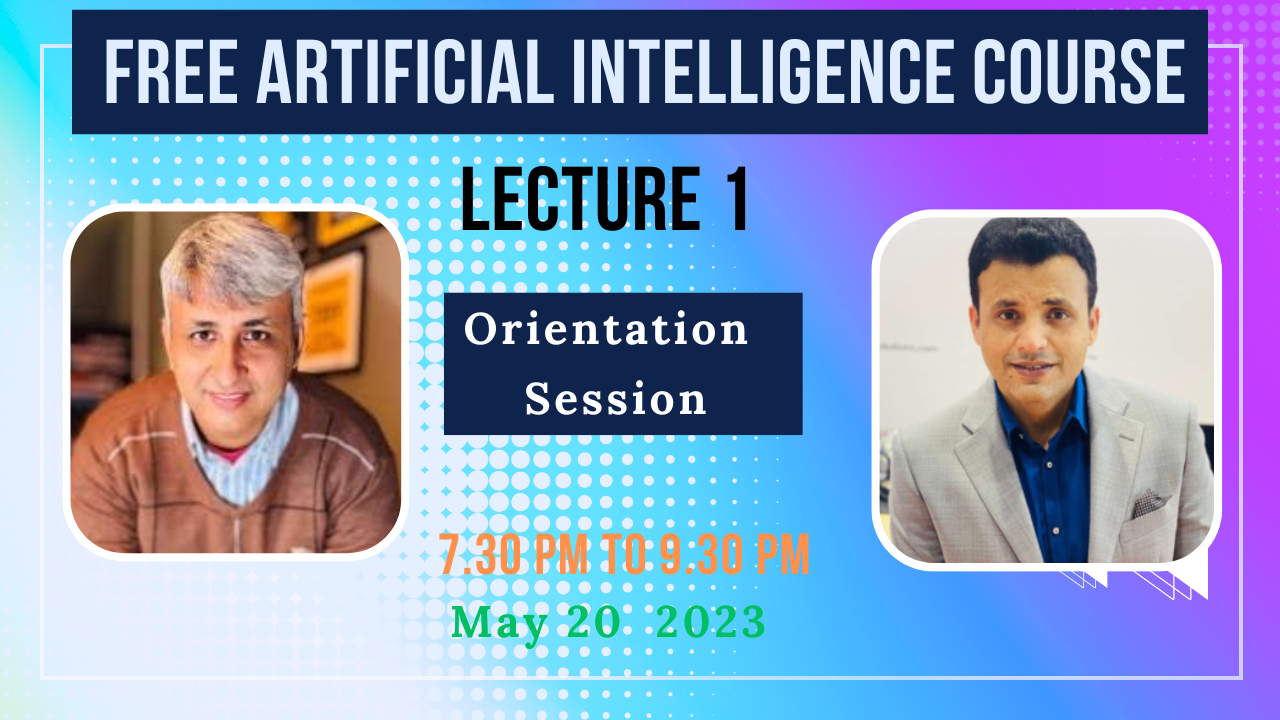 FREE ARTIFICIAL INTELLIGENCE COURSE
LECTURE 1
Orientation
Session
7.30 PM TO 9.30 PM
May 20 2023